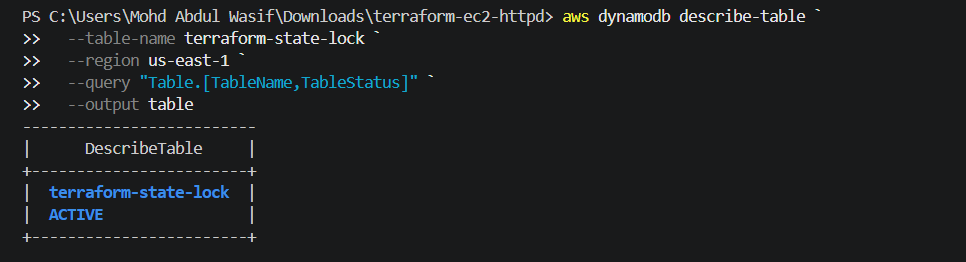 PS C:\Users\Mohd Abdul Wasif\Downloads\terraform-ec2-httpd> aws dynamodb describe-table `
>>   --table-name terraform-state-lock `
>>   --region us-east-1 `
>>   --query "Table.[TableName,TableStatus]" `
>>   --output table
--------------------------
|      DescribeTable     |
+------------------------+
|  terraform-state-lock  |
|  ACTIVE                |
+------------------------+